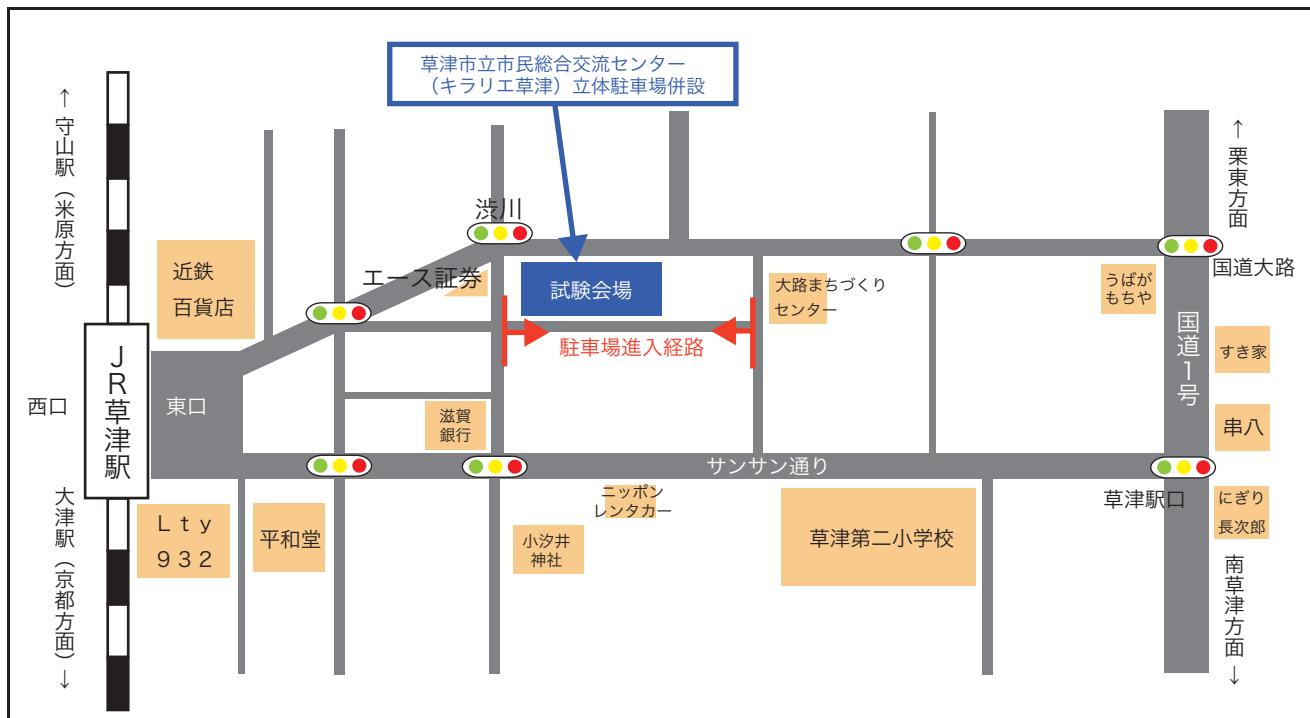 草津市立市民総合交流センター
（キラリエ草津）立体駐車場併設
↑守山駅（米原方面）
↑栗東方面
渋川
近鉄
百貨店
エース証券
試験会場
大路まちづくり
センター
うばが
もちや
国道大路
国道1号
すき家
駐車場進入経路
JR草津駅
西口
東口
滋賀
銀行
串八
サンサン通り
草津駅口
大津駅（京都方面）↓
Ｌｔｙ
９３２
平和堂
小汐井
神社
ニッポン
レンタカー
草津第二小学校
にぎり
長次郎
南草津方面↓